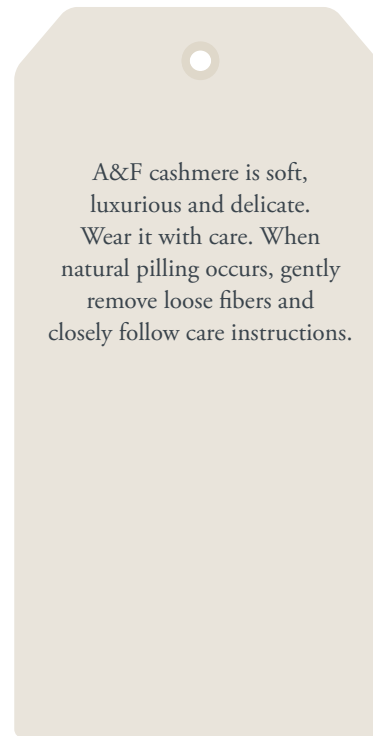 A&F cashmere is soft,
luxurious and delicate.
Wear it with care. When
natural pilling occurs, gently
remove loose fibers and
closely follow care instructions.